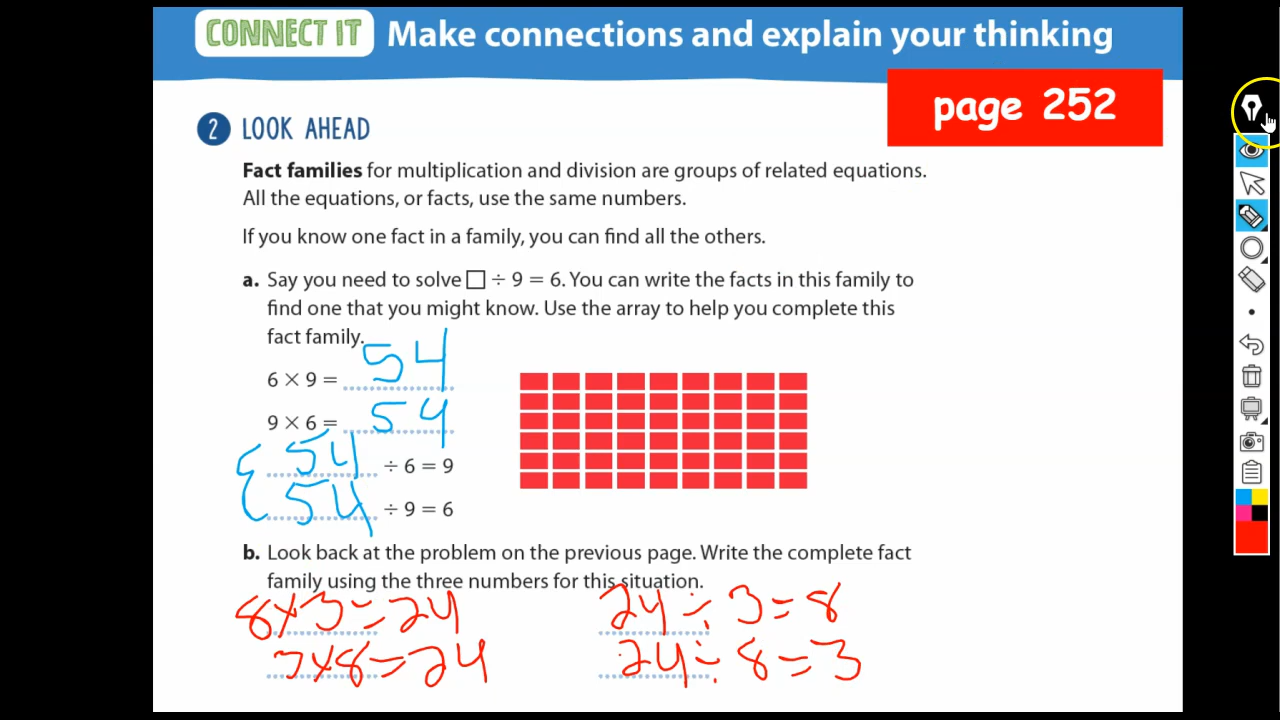 CONNECT IT Make connections and explain your thinking
page 252
2 LOOK AHEAD
Fact families for multiplication and division are groups of related equations.
All the equations, or facts, use the same numbers.
If you know one fact in a family, you can find all the others.
a. Say you need to solve □ ÷ 9 = 6. You can write the facts in this family to
find one that you might know. Use the array to help you complete this
fact family.
6 × 9 = 54
9 × 6 = 54
54 ÷ 6 = 9
54 ÷ 9 = 6
b. Look back at the problem on the previous page. Write the complete fact
family using the three numbers for this situation.
8×3=24 24÷3=8
3×8=24 24÷8=3